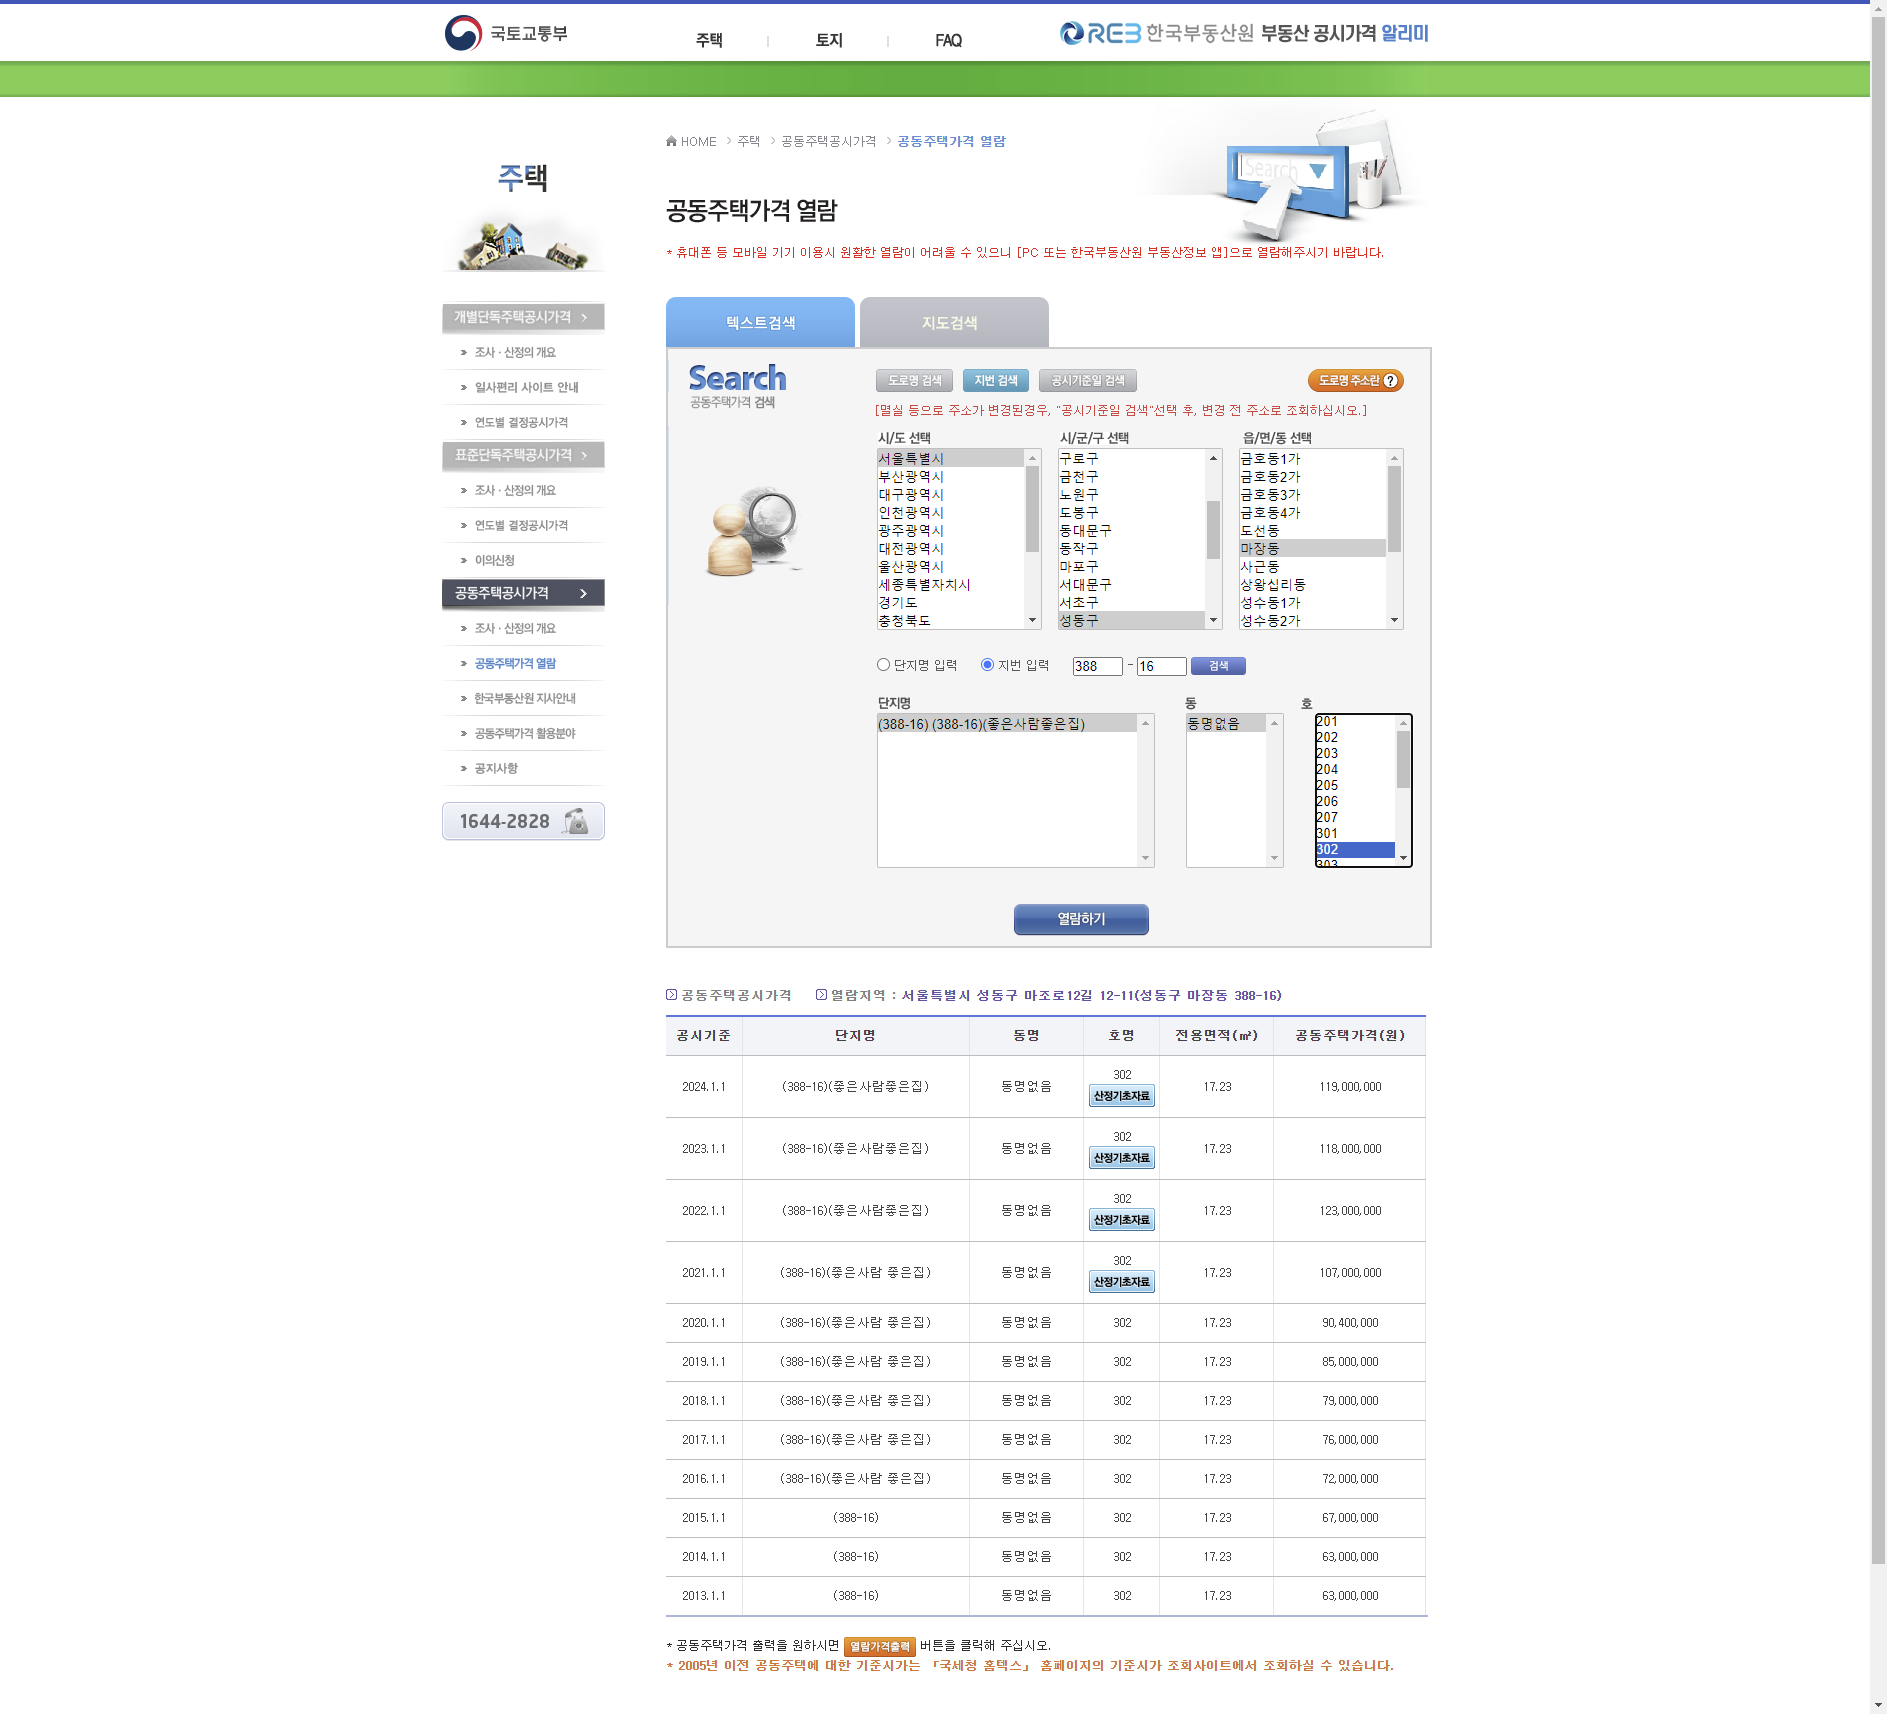 국토교통부
주택
토지
FAQ
REB 한국부동산원 부동산 공시가격 알리미
HOME > 주택 > 공동주택공시가격 > 공동주택가격 열람
Search
주택
공동주택가격 열람
* 휴대폰 등 모바일 기기 이용시 원활한 열람이 어려울 수 있으니 [PC 또는 한국부동산원 부동산정보 앱]으로 열람해주시기 바랍니다.
개별단독주택공시가격
조사 · 산정의 개요
일사편리 사이트 안내
연도별 결정공시가격
표준단독주택공시가격
조사 · 산정의 개요
연도별 결정공시가격
이의신청
공동주택공시가격
조사 · 산정의 개요
공동주택가격 열람
한국부동산원 지사안내
공동주택가격 활용분야
공지사항
1644-2828
텍스트검색
지도검색
Search
공동주택가격 검색
도로명 검색 지번 검색 공시기준일 검색 도로명 주소란 ?
[멸실 등으로 주소가 변경된경우, "공시기준일 검색"선택 후, 변경 전 주소로 조회하십시오.]
시/도 선택
서울특별시
부산광역시
대구광역시
인천광역시
광주광역시
대전광역시
울산광역시
세종특별자치시
경기도
충청북도
시/군/구 선택
구로구
금천구
노원구
도봉구
동대문구
동작구
마포구
서대문구
서초구
성동구
읍/면/동 선택
금호동1가
금호동2가
금호동3가
금호동4가
도선동
마장동
사근동
상왕십리동
성수동1가
성수동2가
단지명 입력 지번 입력 388 - 16 검색
단지명
(388-16) (388-16)(좋은사람좋은집)
동
동명없음
호
201
202
203
204
205
206
207
301
302
303
열람하기
공동주택공시가격 열람지역 : 서울특별시 성동구 마조로12길 12-11(성동구 마장동 388-16)
공시기준 단지명 동명 호명 전용면적(㎡) 공동주택가격(원)
2024.1.1 (388-16)(좋은사람좋은집) 동명없음 302 산정기초자료 17.23 119,000,000
2023.1.1 (388-16)(좋은사람좋은집) 동명없음 302 산정기초자료 17.23 118,000,000
2022.1.1 (388-16)(좋은사람좋은집) 동명없음 302 산정기초자료 17.23 123,000,000
2021.1.1 (388-16)(좋은사람 좋은집) 동명없음 302 산정기초자료 17.23 107,000,000
2020.1.1 (388-16)(좋은사람 좋은집) 동명없음 302 17.23 90,400,000
2019.1.1 (388-16)(좋은사람 좋은집) 동명없음 302 17.23 85,000,000
2018.1.1 (388-16)(좋은사람 좋은집) 동명없음 302 17.23 79,000,000
2017.1.1 (388-16)(좋은사람 좋은집) 동명없음 302 17.23 76,000,000
2016.1.1 (388-16)(좋은사람 좋은집) 동명없음 302 17.23 72,000,000
2015.1.1 (388-16) 동명없음 302 17.23 67,000,000
2014.1.1 (388-16) 동명없음 302 17.23 63,000,000
2013.1.1 (388-16) 동명없음 302 17.23 63,000,000
* 공동주택가격 출력을 원하시면 열람가격출력 버튼을 클릭해 주십시오.
* 2005년 이전 공동주택에 대한 기준시가는 「국세청 홈텍스」 홈페이지의 기준시가 조회사이트에서 조회하실 수 있습니다.